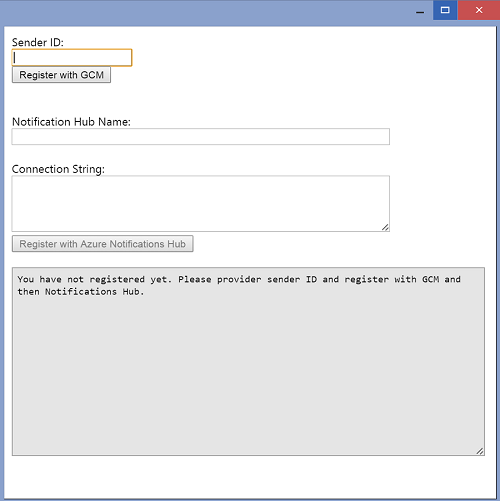 Sender ID:
Register with GCM
Notification Hub Name:
Connection String:
Register with Azure Notifications Hub
You have not registered yet. Please provider sender ID and register with GCM and
then Notifications Hub.